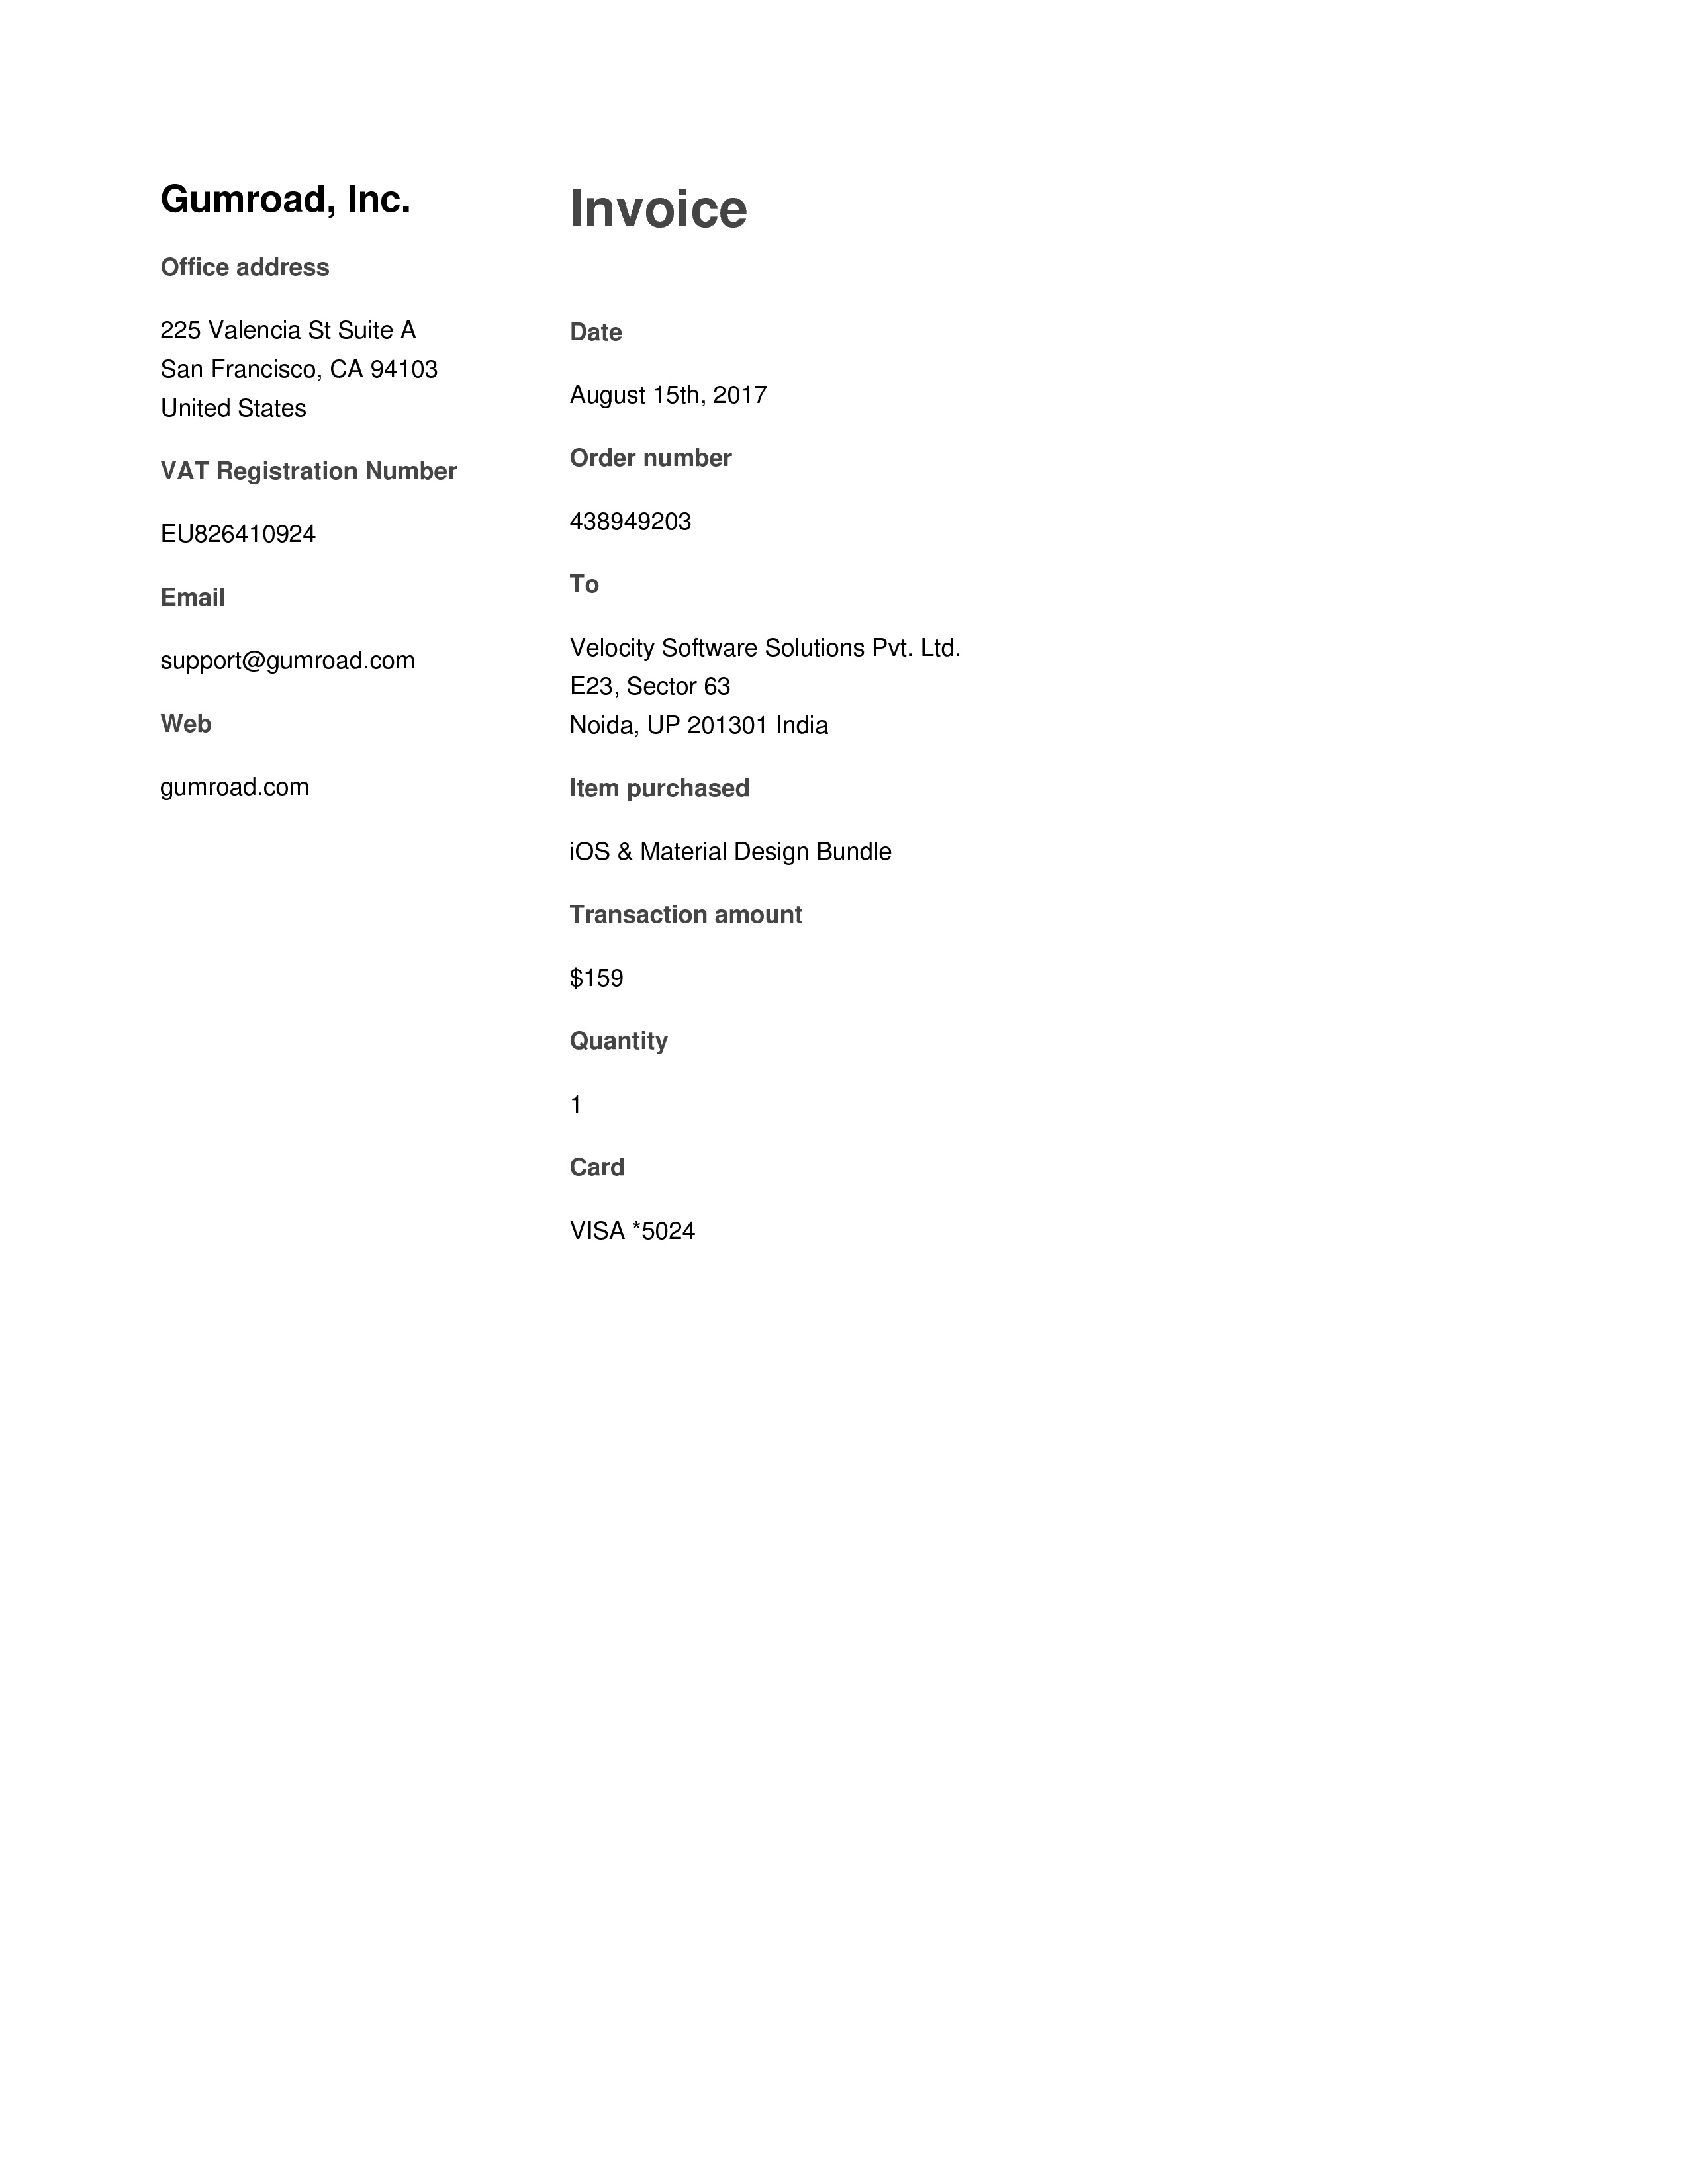 Gumroad, Inc.
Office address
225 Valencia St Suite A
San Francisco, CA 94103
United States
VAT Registration Number
EU826410924
Email
support@gumroad.com
Web
gumroad.com
Invoice
Date
August 15th, 2017
Order number
438949203
To
Velocity Software Solutions Pvt. Ltd.
E23, Sector 63
Noida, UP 201301 India
Item purchased
iOS & Material Design Bundle
Transaction amount
$159
Quantity
1
Card
VISA *5024